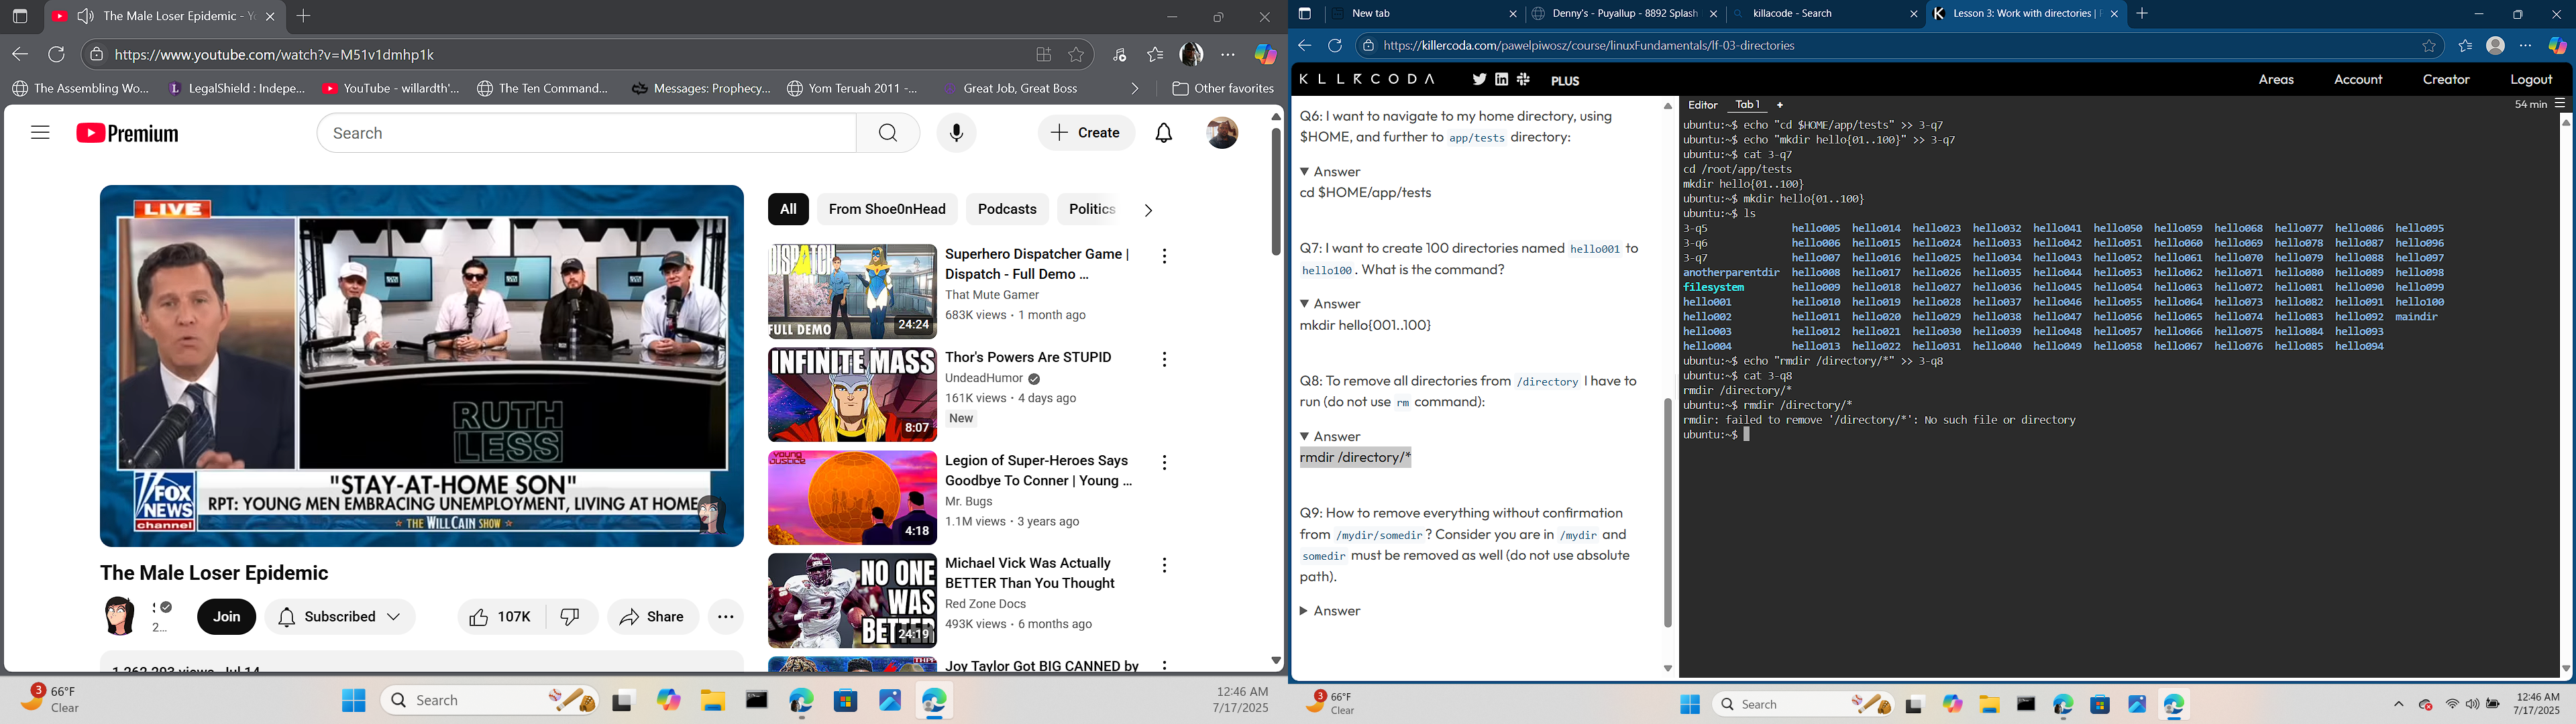 The Male Loser Epidemic - Y
https://www.youtube.com/watch?v=M51v1dmhp1k
The Assembling Wo...
LegalShield : Indepe...
YouTube - willardth'...
The Ten Command...
Messages: Prophecy...
Yom Teruah 2011 -...
Great Job, Great Boss
Other favorites
Premium
Search
Create
LIVE
RUTH
LESS
FOX
NEWS
channel
"STAY-AT-HOME SON"
RPT: YOUNG MEN EMBRACING UNEMPLOYMENT, LIVING AT HOME
THE WILL CAIN SHOW
The Male Loser Epidemic
2...
Join
Subscribed
107K
Share
1,262,293 views Jul 14
All
From Shoe0nHead
Podcasts
Politics
DISPATCH
FULL DEMO
24:24
Superhero Dispatcher Game |
Dispatch - Full Demo ...
That Mute Gamer
683K views • 1 month ago
INFINITE MASS
8:07
Thor's Powers Are STUPID
UndeadHumor
161K views • 4 days ago
New
YOUNG JUSTICE
4:18
Legion of Super-Heroes Says
Goodbye To Conner | Young ...
Mr. Bugs
1.1M views • 3 years ago
NO ONE
WAS
BETTER
24:19
Michael Vick Was Actually
BETTER Than You Thought
Red Zone Docs
493K views • 6 months ago
Joy Taylor Got BIG CANNED by
3
66°F
Clear
Search
12:46 AM
7/17/2025
New tab
Denny's - Puyallup - 8892 Splash
killacode - Search
Lesson 3: Work with directories |
https://killercoda.com/pawelpiwosz/course/linuxFundamentals/lf-03-directories
KILLERCODA
PLUS
Areas
Account
Creator
Logout
Q6: I want to navigate to my home directory, using
$HOME, and further to app/tests directory:
Answer
cd $HOME/app/tests
Q7: I want to create 100 directories named hello001 to
hello100. What is the command?
Answer
mkdir hello{001..100}
Q8: To remove all directories from /directory I have to
run (do not use rm command):
Answer
rmdir /directory/*
Q9: How to remove everything without confirmation
from /mydir/somedir? Consider you are in /mydir and
somedir must be removed as well (do not use absolute
path).
Answer
Editor Tab 1 +
54 min
ubuntu:~$ echo "cd $HOME/app/tests" >> 3-q7
ubuntu:~$ echo "mkdir hello{01..100}" >> 3-q7
ubuntu:~$ cat 3-q7
cd /root/app/tests
mkdir hello{01..100}
ubuntu:~$ mkdir hello{01..100}
ubuntu:~$ ls
3-q5 hello005 hello014 hello023 hello032 hello041 hello050 hello059 hello068 hello077 hello086 hello095
3-q6 hello006 hello015 hello024 hello033 hello042 hello051 hello060 hello069 hello078 hello087 hello096
3-q7 hello007 hello016 hello025 hello034 hello043 hello052 hello061 hello070 hello079 hello088 hello097
anotherparentdir hello008 hello017 hello026 hello035 hello044 hello053 hello062 hello071 hello080 hello089 hello098
filesystem hello009 hello018 hello027 hello036 hello045 hello054 hello063 hello072 hello081 hello090 hello099
hello001 hello010 hello019 hello028 hello037 hello046 hello055 hello064 hello073 hello082 hello091 hello100
hello002 hello011 hello020 hello029 hello038 hello047 hello056 hello065 hello074 hello083 hello092 maindir
hello003 hello012 hello021 hello030 hello039 hello048 hello057 hello066 hello075 hello084 hello093
hello004 hello013 hello022 hello031 hello040 hello049 hello058 hello067 hello076 hello085 hello094
ubuntu:~$ echo "rmdir /directory/*" >> 3-q8
ubuntu:~$ cat 3-q8
rmdir /directory/*
ubuntu:~$ rmdir /directory/*
rmdir: failed to remove '/directory/*': No such file or directory
ubuntu:~$
3
66°F
Clear
Search
12:46 AM
7/17/2025